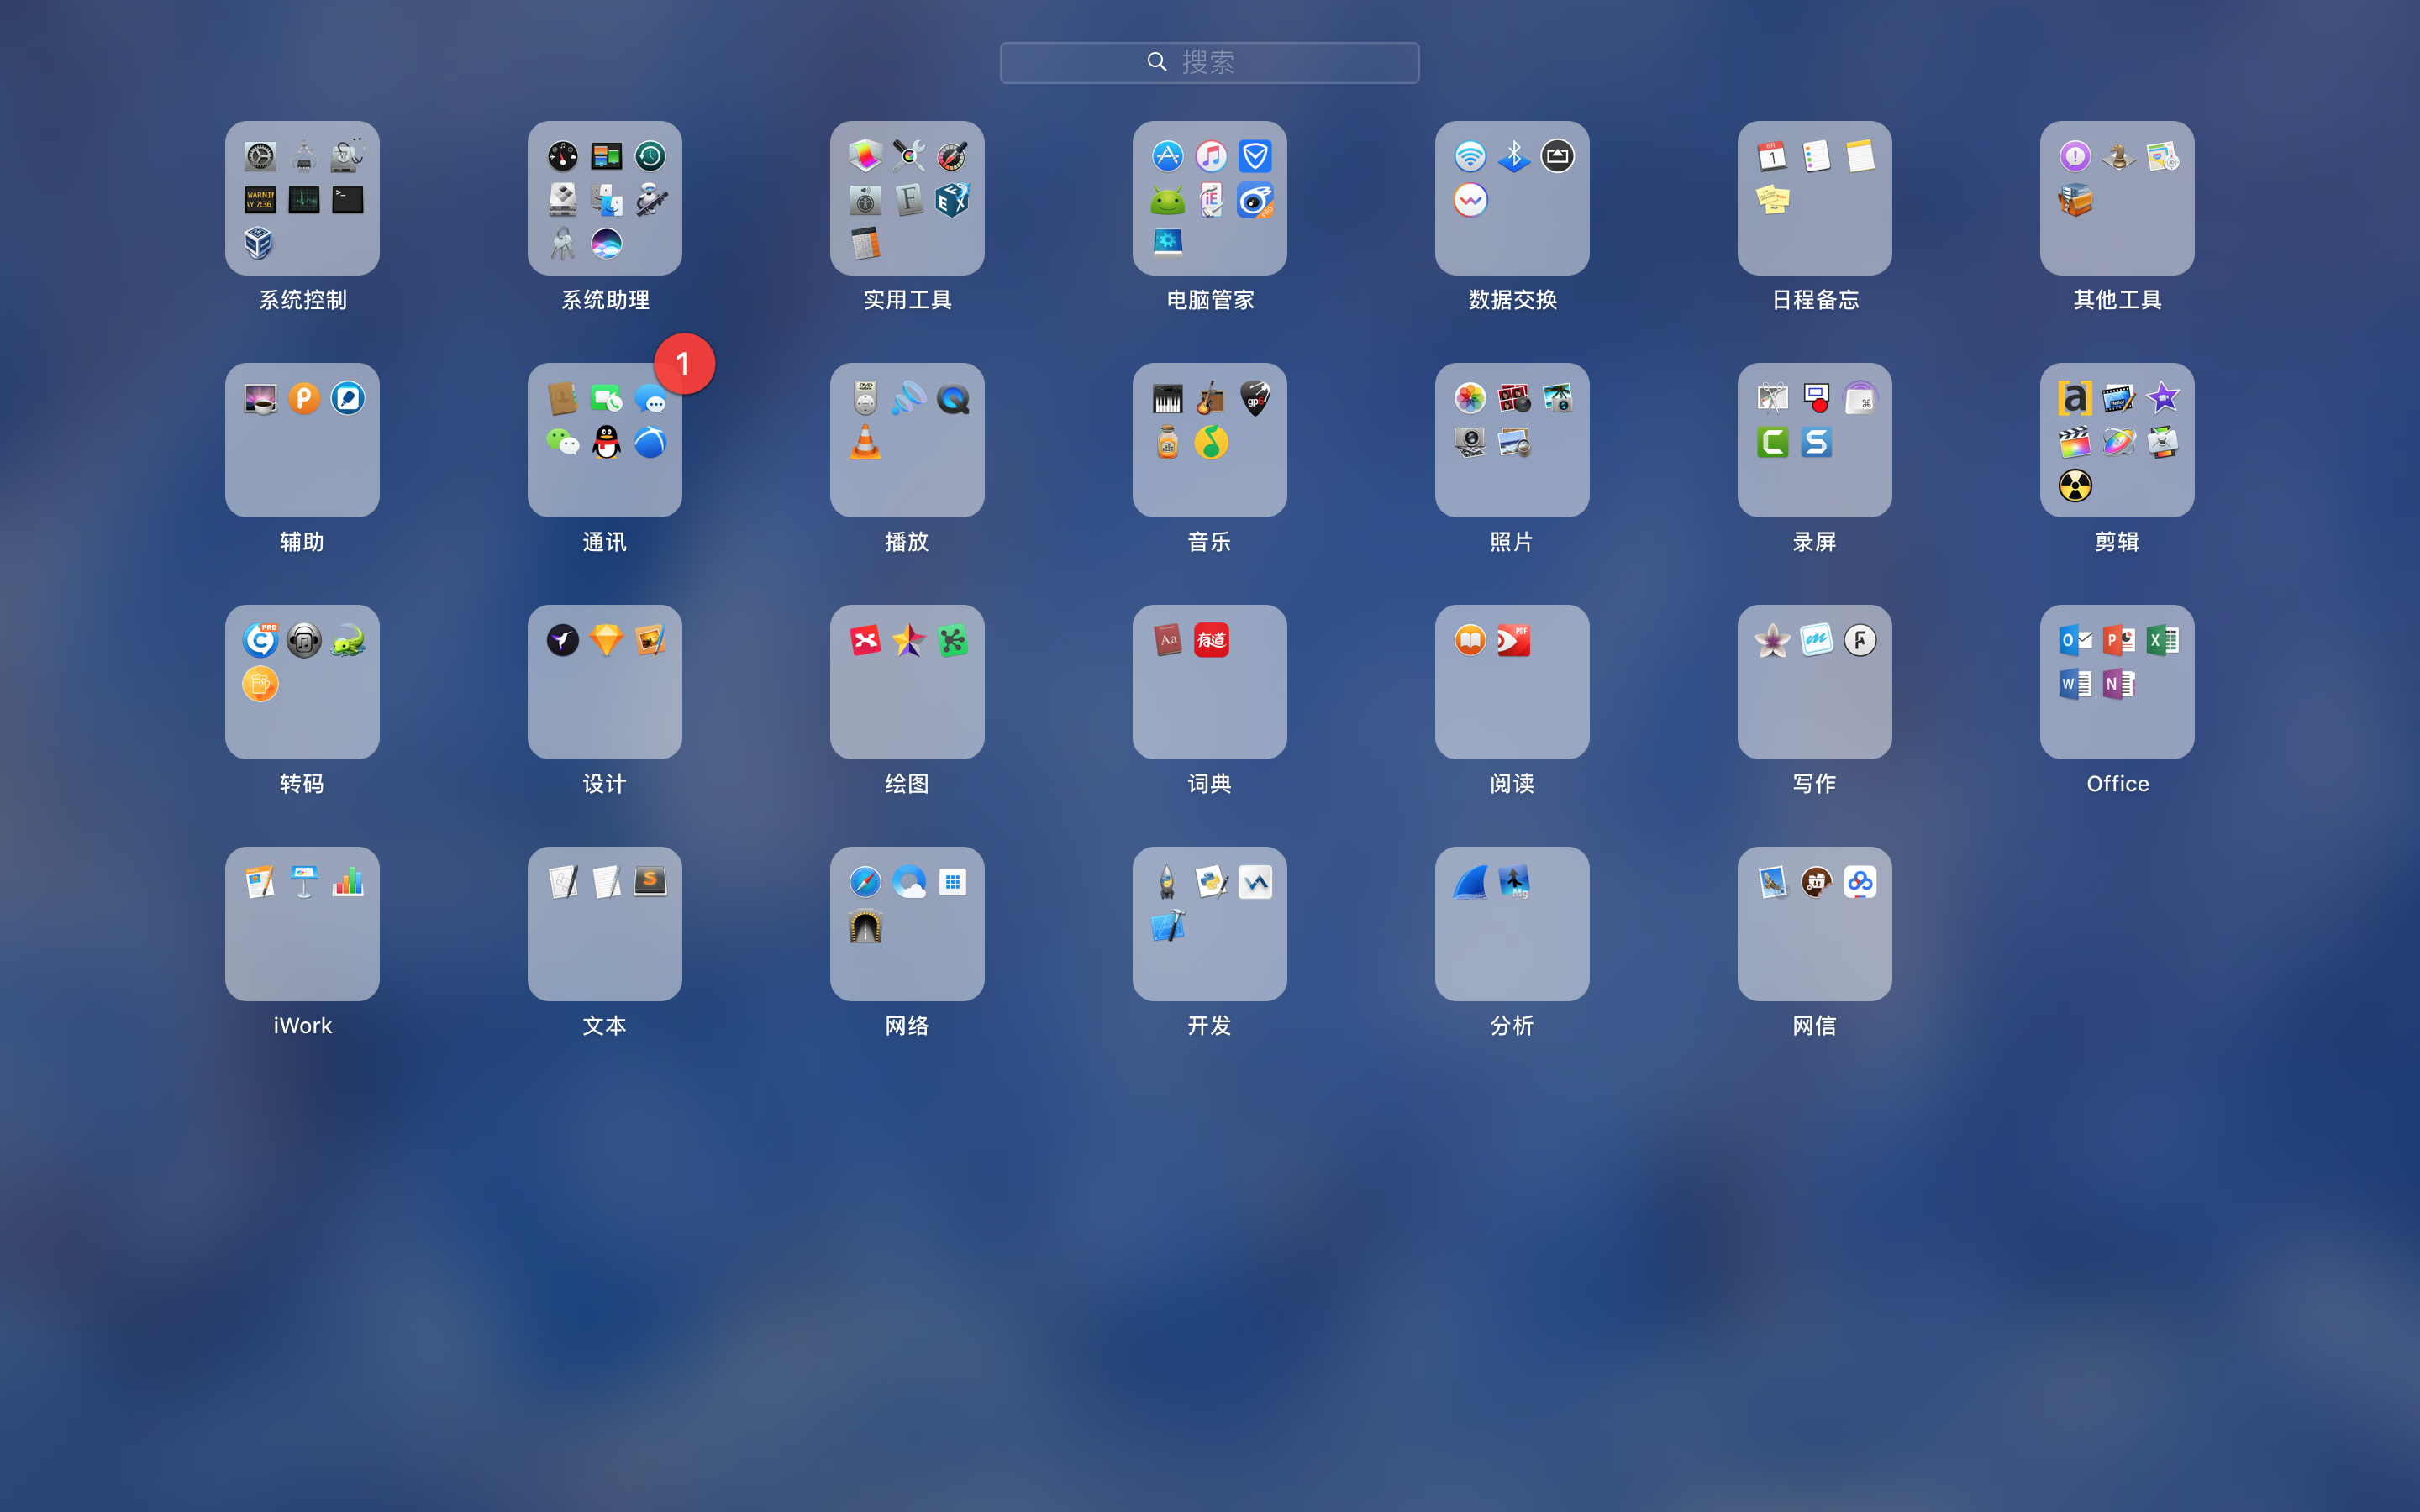 搜索
系统控制
系统助理
实用工具
电脑管家
数据交换
日程备忘
其他工具
1
辅助
通讯
播放
音乐
照片
录屏
剪辑
转码
设计
绘图
词典
阅读
写作
Office
iWork
文本
网络
开发
分析
网信